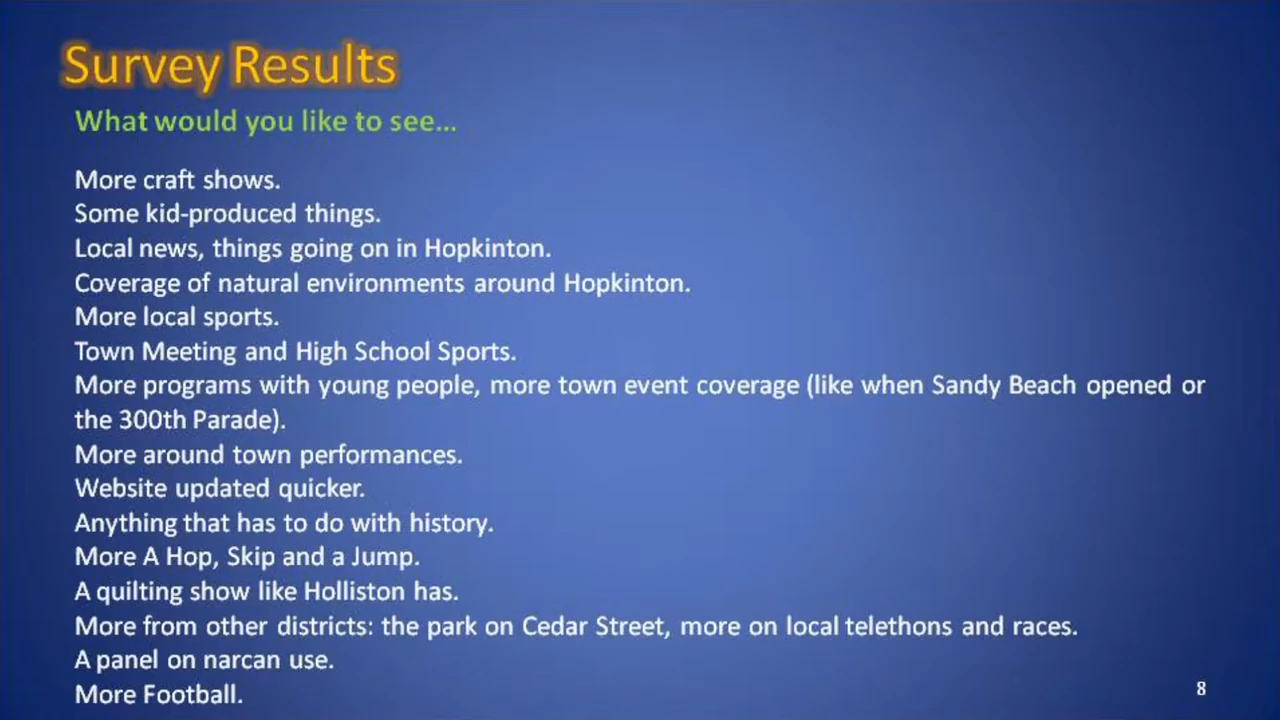 Survey Results
What would you like to see...
More craft shows.
Some kid-produced things.
Local news, things going on in Hopkinton.
Coverage of natural environments around Hopkinton.
More local sports.
Town Meeting and High School Sports.
More programs with young people, more town event coverage (like when Sandy Beach opened or
the 300th Parade).
More around town performances.
Website updated quicker.
Anything that has to do with history.
More A Hop, Skip and a Jump.
A quilting show like Holliston has.
More from other districts: the park on Cedar Street, more on local telethons and races.
A panel on narcan use.
More Football.
8